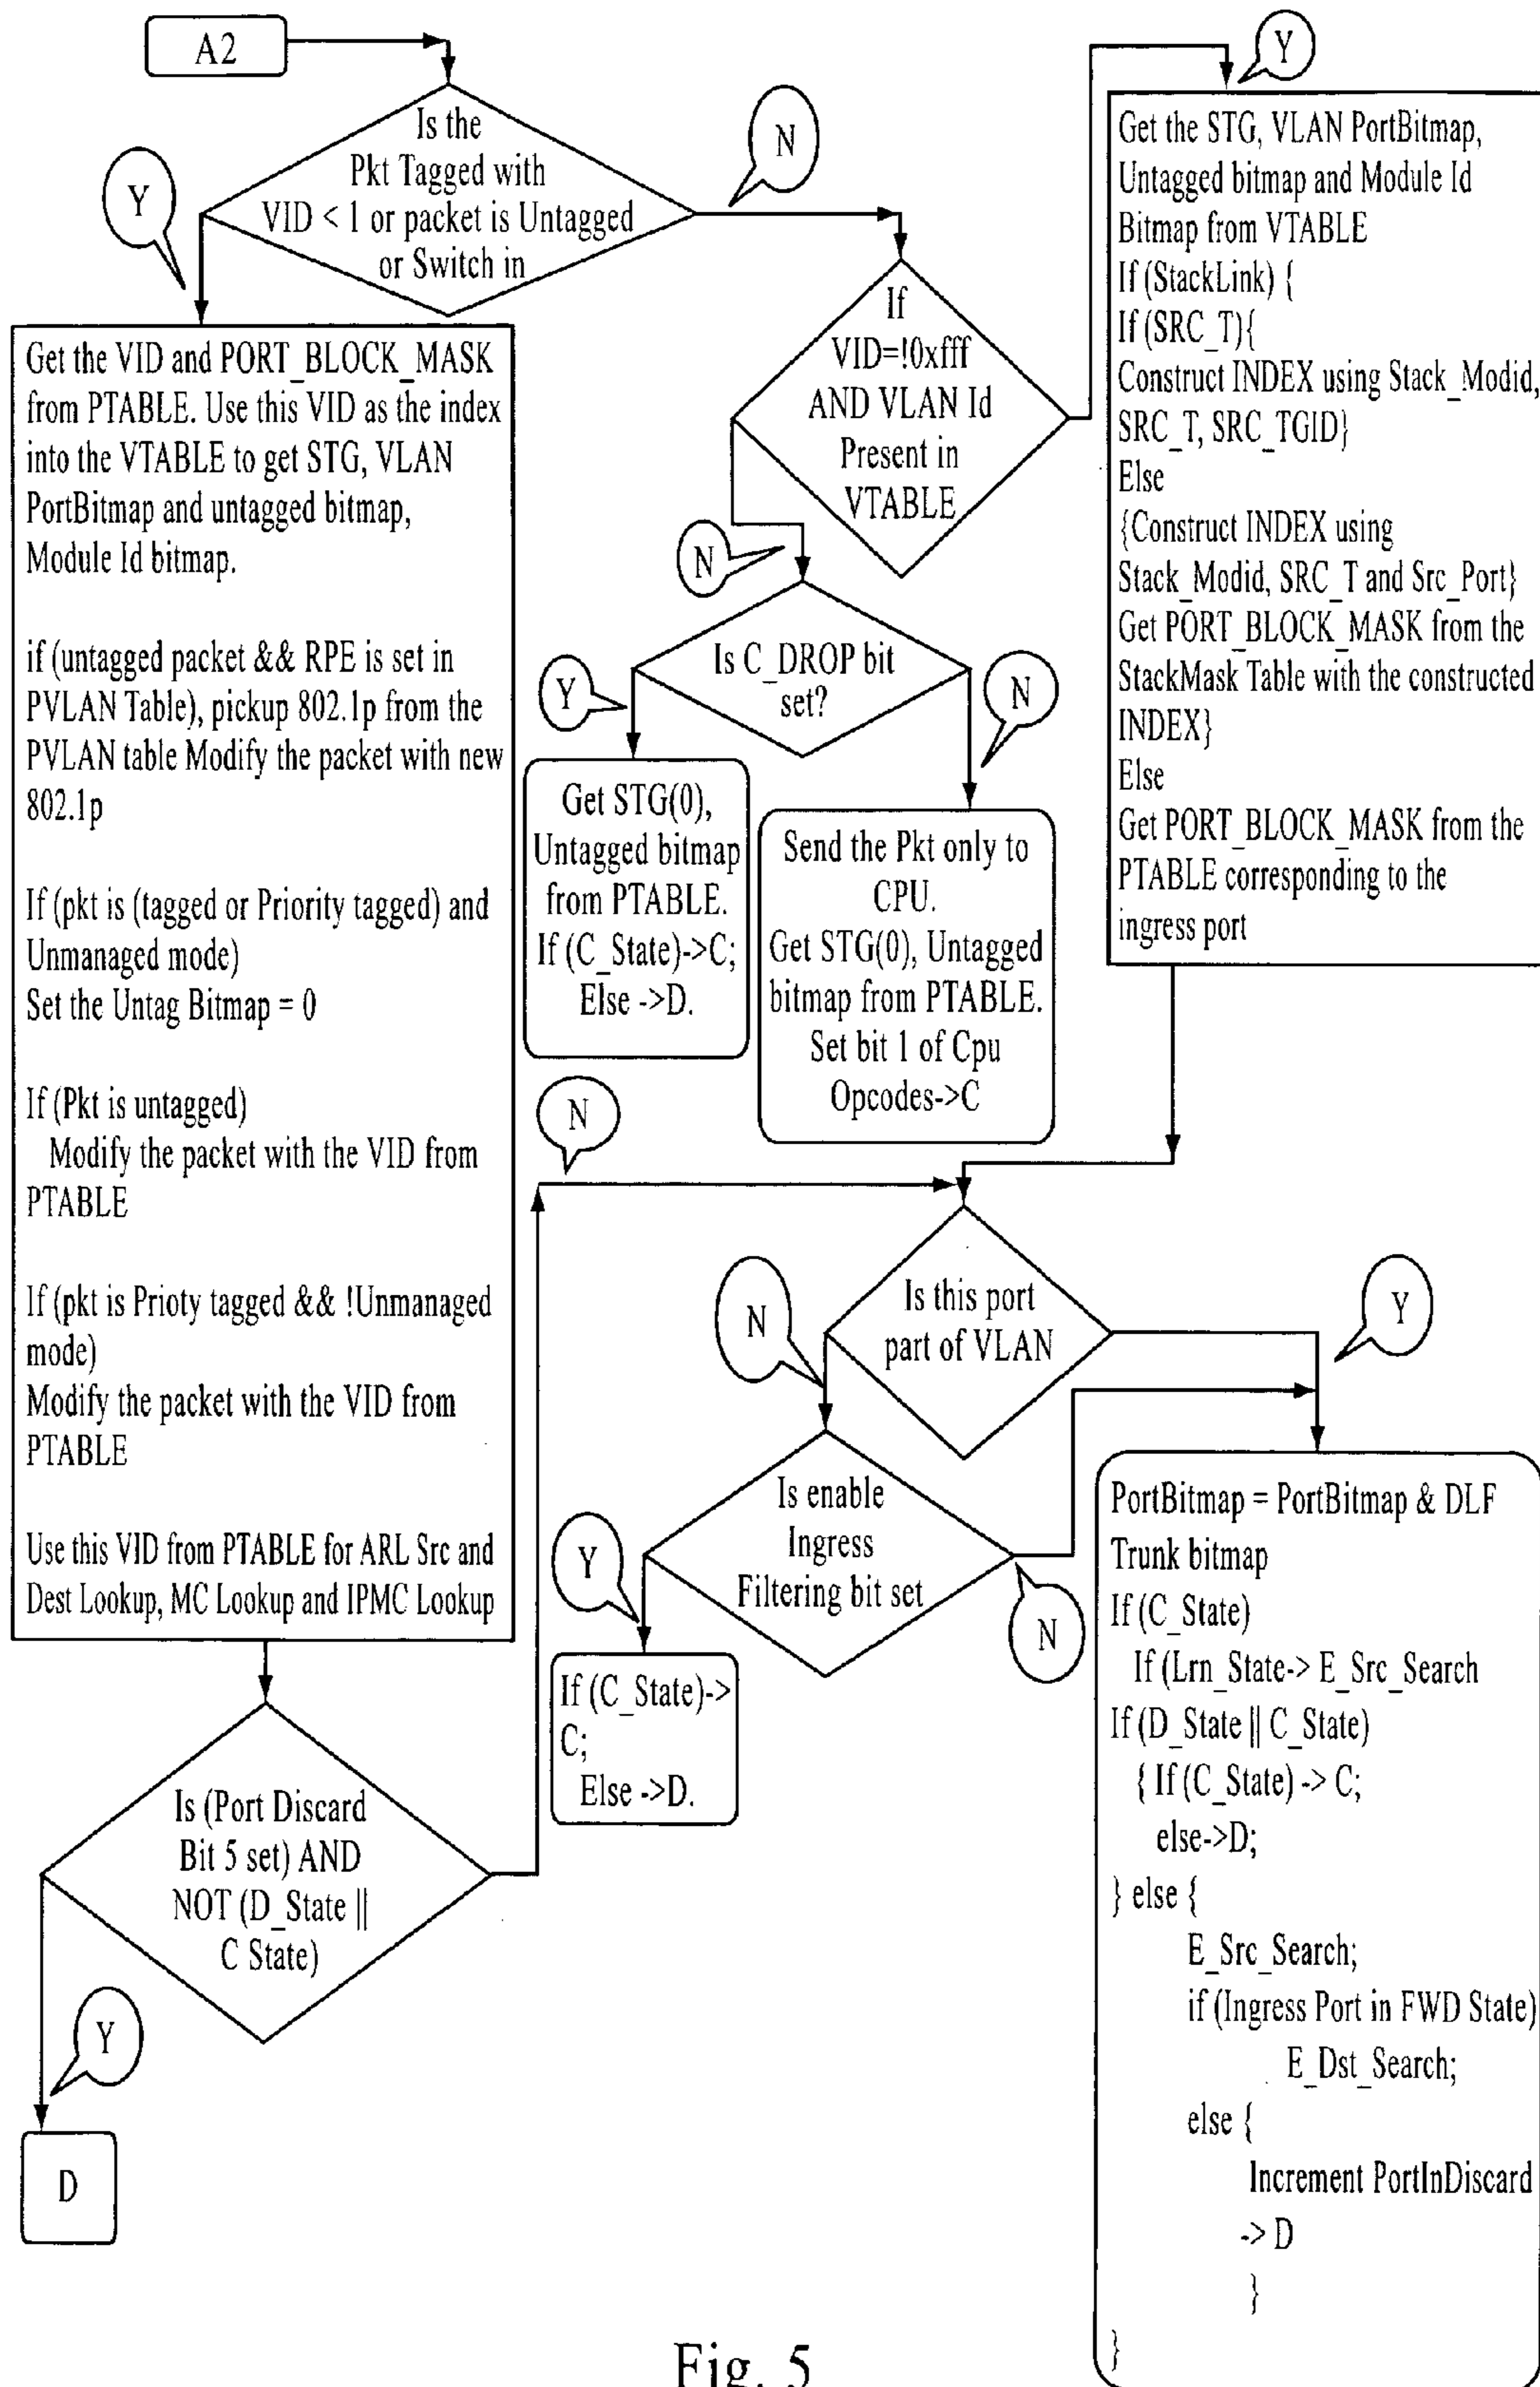 A2
Is the
Pkt Tagged with
VID < 1 or packet is Untagged
or Switch in
Y
N
Y
Get the VID and PORT_BLOCK_MASK
from PTABLE. Use this VID as the index
into the VTABLE to get STG, VLAN
PortBitmap and untagged bitmap,
Module Id bitmap.
if (untagged packet && RPE is set in
PVLAN Table), pickup 802.1p from the
PVLAN table Modify the packet with new
802.1p
If (pkt is (tagged or Priority tagged) and
Unmanaged mode)
Set the Untag Bitmap = 0
If (Pkt is untagged)
Modify the packet with the VID from
PTABLE
If (pkt is Prioty tagged && !Unmanaged
mode)
Modify the packet with the VID from
PTABLE
Use this VID from PTABLE for ARL Src and
Dest Lookup, MC Lookup and IPMC Lookup
If
VID=!0xfff
AND VLAN Id
Present in
VTABLE
N
Get the STG, VLAN PortBitmap,
Untagged bitmap and Module Id
Bitmap from VTABLE
If (StackLink) {
If (SRC_T){
Construct INDEX using Stack_Modid,
SRC_T, SRC_TGID}
Else
{Construct INDEX using
Stack_Modid, SRC_T and Src_Port}
Get PORT_BLOCK_MASK from the
StackMask Table with the constructed
INDEX}
Else
Get PORT_BLOCK_MASK from the
PTABLE corresponding to the
ingress port
Is C_DROP bit
set?
Y
N
Get STG(0),
Untagged bitmap
from PTABLE.
If (C_State)->C;
Else ->D.
Send the Pkt only to
CPU.
Get STG(0), Untagged
bitmap from PTABLE.
Set bit 1 of Cpu
Opcodes->C
N
Is this port
part of VLAN
N
Y
Is enable
Ingress
Filtering bit set
Y
N
If (C_State)->
C;
Else ->D.
PortBitmap = PortBitmap & DLF
Trunk bitmap
If (C_State)
If (Lrn_State-> E_Src_Search
If (D_State || C_State)
{ If (C_State) -> C;
else->D;
} else {
E_Src_Search;
if (Ingress Port in FWD State)
E_Dst_Search;
else {
Increment PortInDiscard
-> D
}
}
Is (Port Discard
Bit 5 set) AND
NOT (D_State ||
C State)
Y
D
Fig. 5